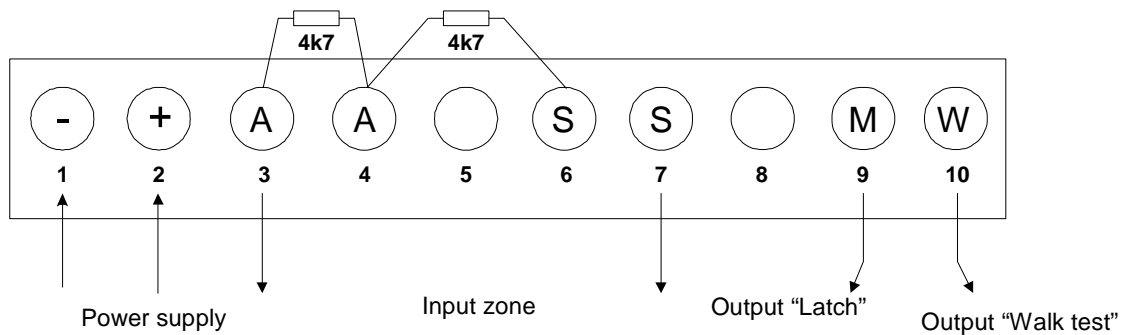 4k7 4k7
- + A A S S M W
1 2 3 4 5 6 7 8 9 10
Power supply Input zone Output “Latch” Output “Walk test”